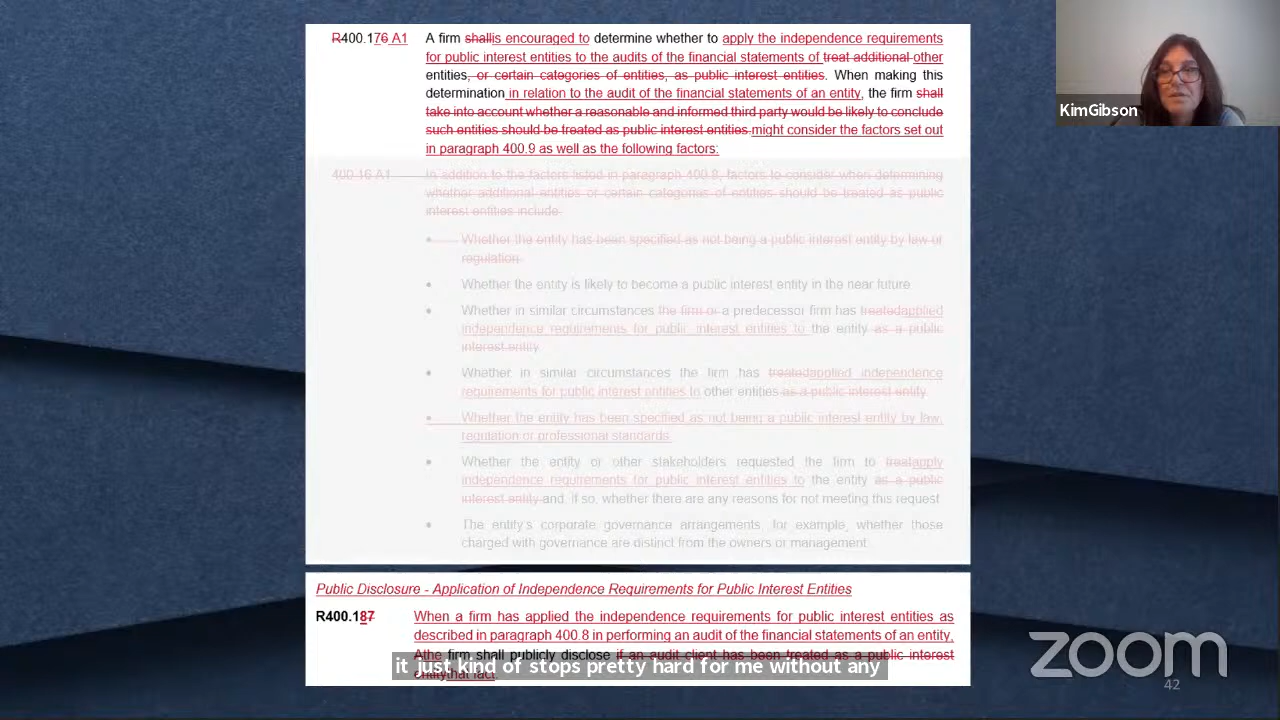 R400.176 A1 A firm shallis encouraged to determine whether to apply the independence requirements
for public interest entities to the audits of the financial statements of treat additional other
entities, or certain categories of entities, as public interest entities. When making this
determination in relation to the audit of the financial statements of an entity, the firm shall
take into account whether a reasonable and informed third party would be likely to conclude
such entities should be treated as public interest entities might consider the factors set out
in paragraph 400.9 as well as the following factors:
400.16 A1 In addition to the factors listed in paragraph 400.8, factors to consider when determining
whether additional entities or certain categories of entities should be treated as public
interest entities include:
• Whether the entity has been specified as not being a public interest entity by law or
regulation.
• Whether the entity is likely to become a public interest entity in the near future
• Whether in similar circumstances the firm or a predecessor firm has treatedapplied
independence requirements for public interest entities to the entity as a public
interest entity
• Whether in similar circumstances the firm has treatedapplied independence
requirements for public interest entities to other entities as a public interest entity
• Whether the entity has been specified as not being a public interest entity by law,
regulation or professional standards.
• Whether the entity or other stakeholders requested the firm to treatapply
independence requirements for public interest entities to the entity as a public
interest entity and, if so, whether there are any reasons for not meeting this request
• The entity's corporate governance arrangements, for example, whether those
charged with governance are distinct from the owners or management.
Public Disclosure - Application of Independence Requirements for Public Interest Entities
R400.187 When a firm has applied the independence requirements for public interest entities as
described in paragraph 400.8 in performing an audit of the financial statements of an entity,
Athe firm shall publicly disclose if an audit client has been treated as a public interest
entitythat fact.
it just kind of stops pretty hard for me without any
KimGibson
zoom
42